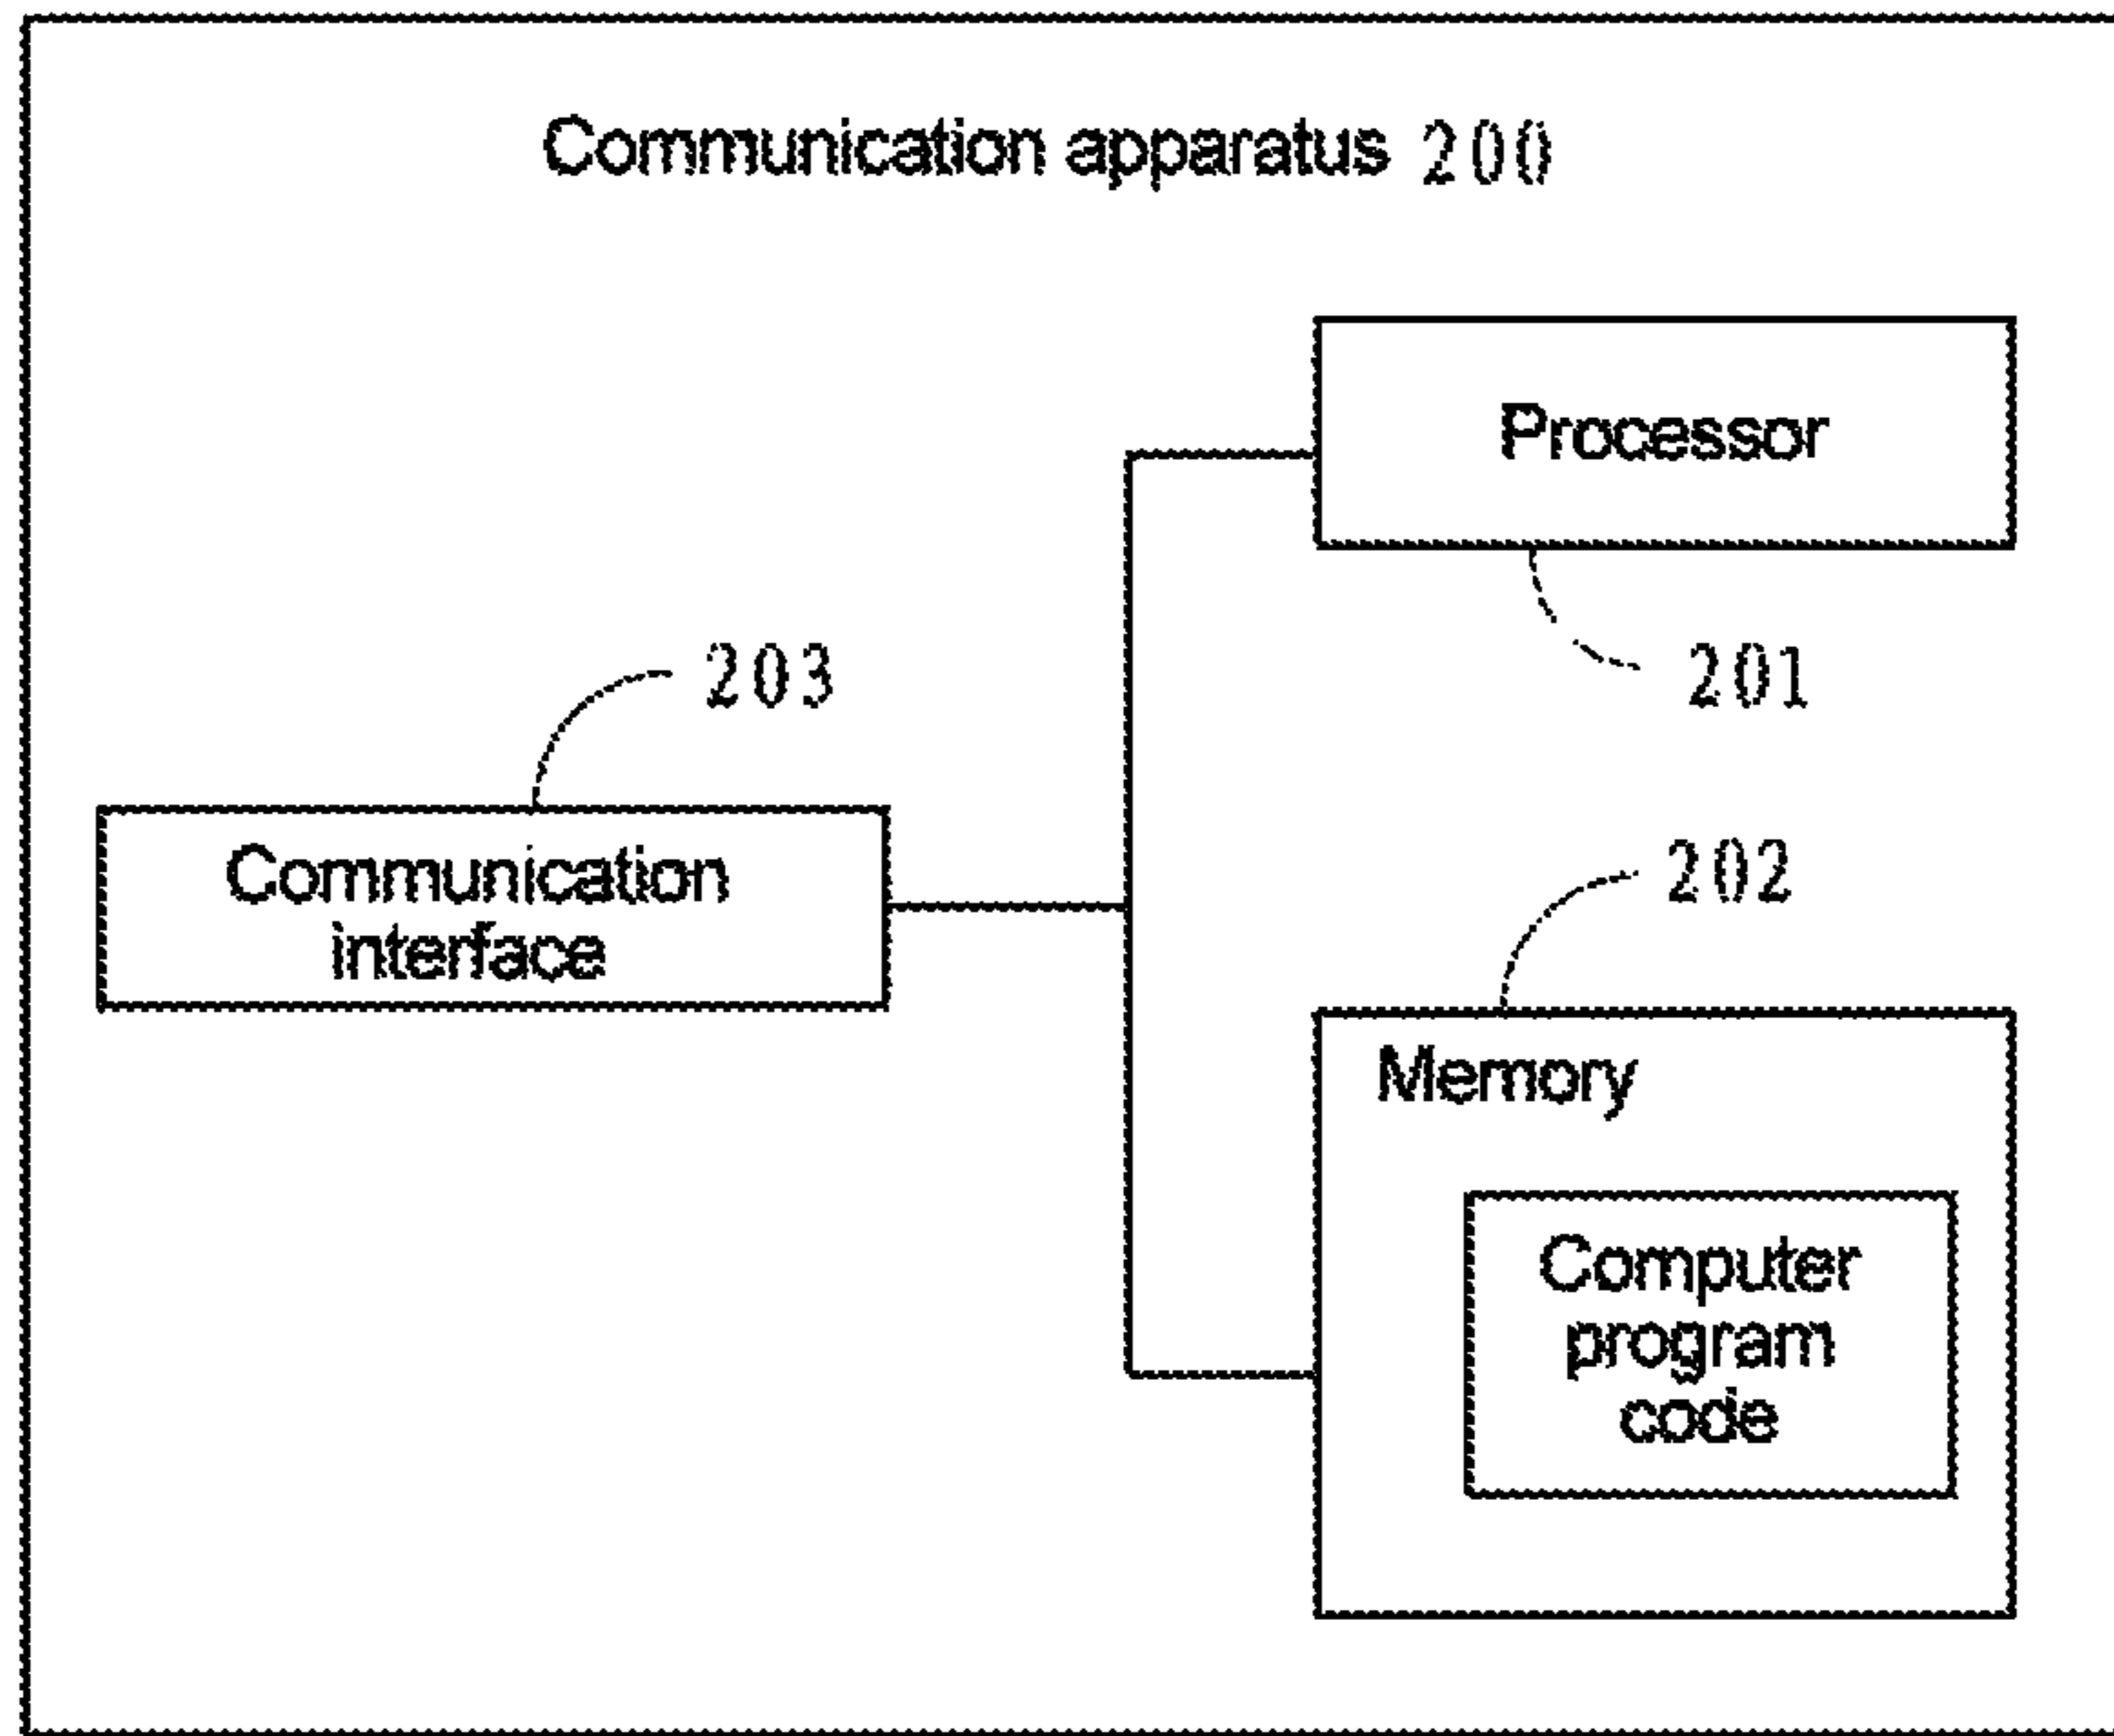 Communication apparatus 200
Processor
201
203
Communication
interface
202
Memory
Computer
program
code